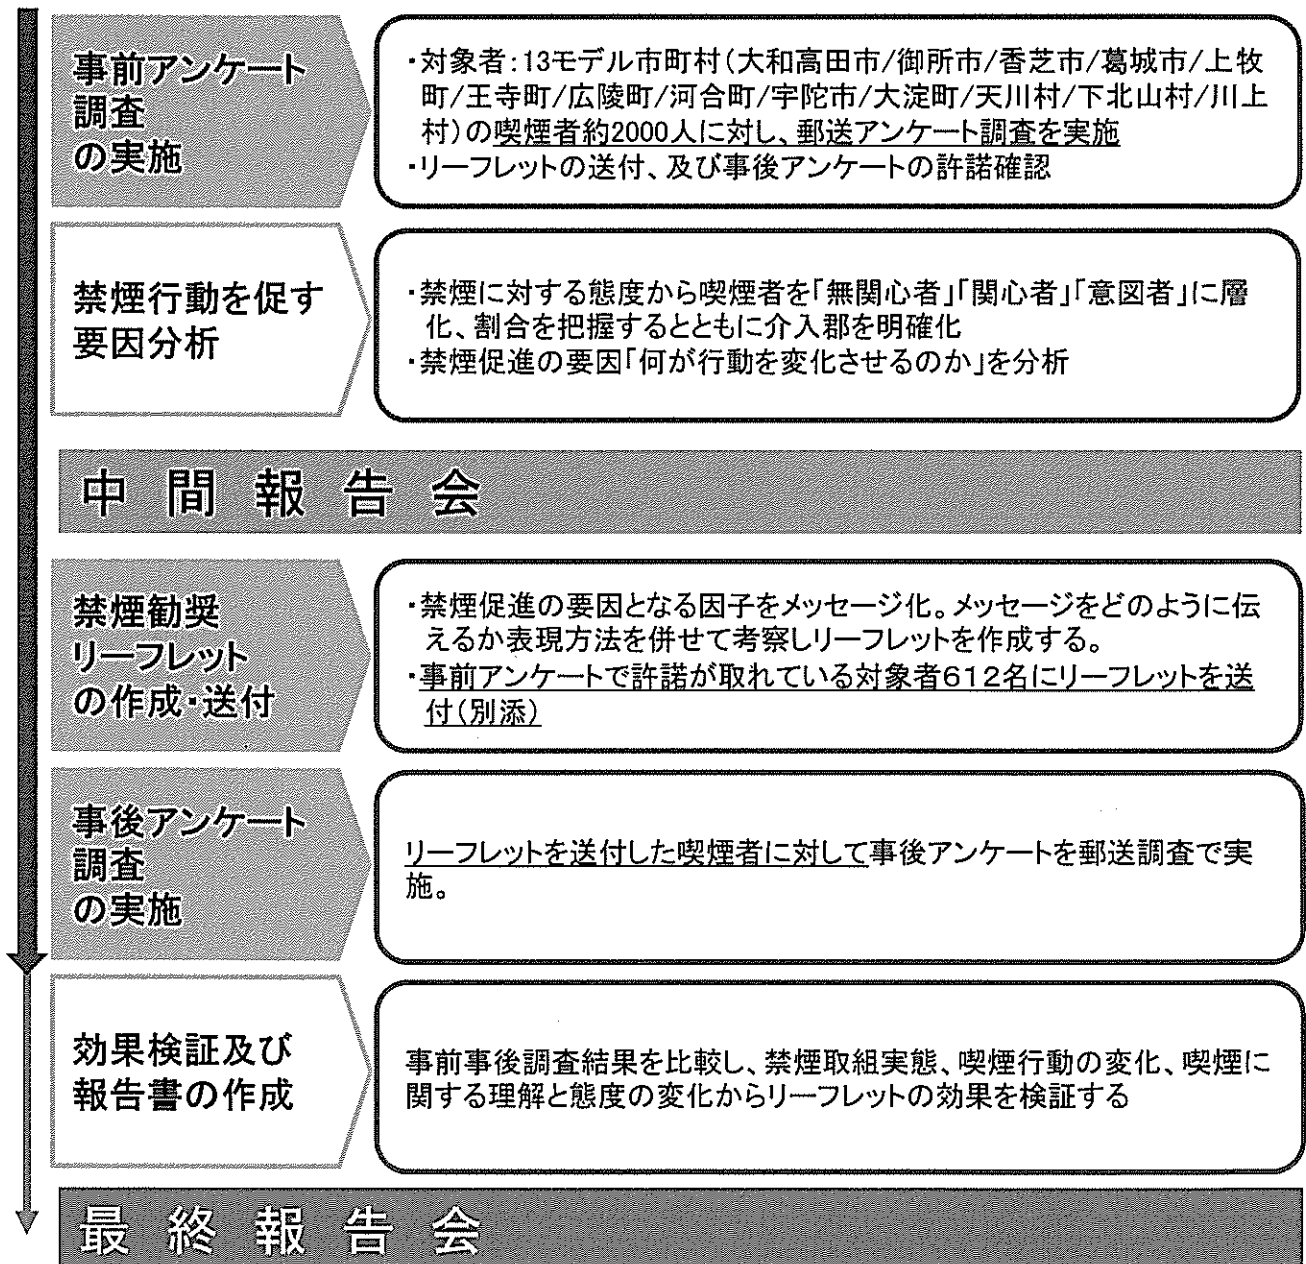 事前アンケート
調査
の実施
・対象者:13モデル市町村(大和高田市/御所市/香芝市/葛城市/上牧
町/王寺町/広陵町/河合町/宇陀市/大淀町/天川村/下北山村/川上
村)の喫煙者約2000人に対し、郵送アンケート調査を実施
・リーフレットの送付、及び事後アンケートの許諾確認
禁煙行動を促す
要因分析
・禁煙に対する態度から喫煙者を「無関心者」「関心者」「意図者」に層
化、割合を把握するとともに介入郡を明確化
・禁煙促進の要因「何が行動を変化させるのか」を分析
中間報告会
禁煙勧奨
リーフレット
の作成・送付
・禁煙促進の要因となる因子をメッセージ化。メッセージをどのように伝
えるか表現方法を併せて考察しリーフレットを作成する。
・事前アンケートで許諾が取れている対象者612名にリーフレットを送
付(別添)
事後アンケート
調査
の実施
リーフレットを送付した喫煙者に対して事後アンケートを郵送調査で実
施。
効果検証及び
報告書の作成
事前事後調査結果を比較し、禁煙取組実態、喫煙行動の変化、喫煙に
関する理解と態度の変化からリーフレットの効果を検証する
最終報告会